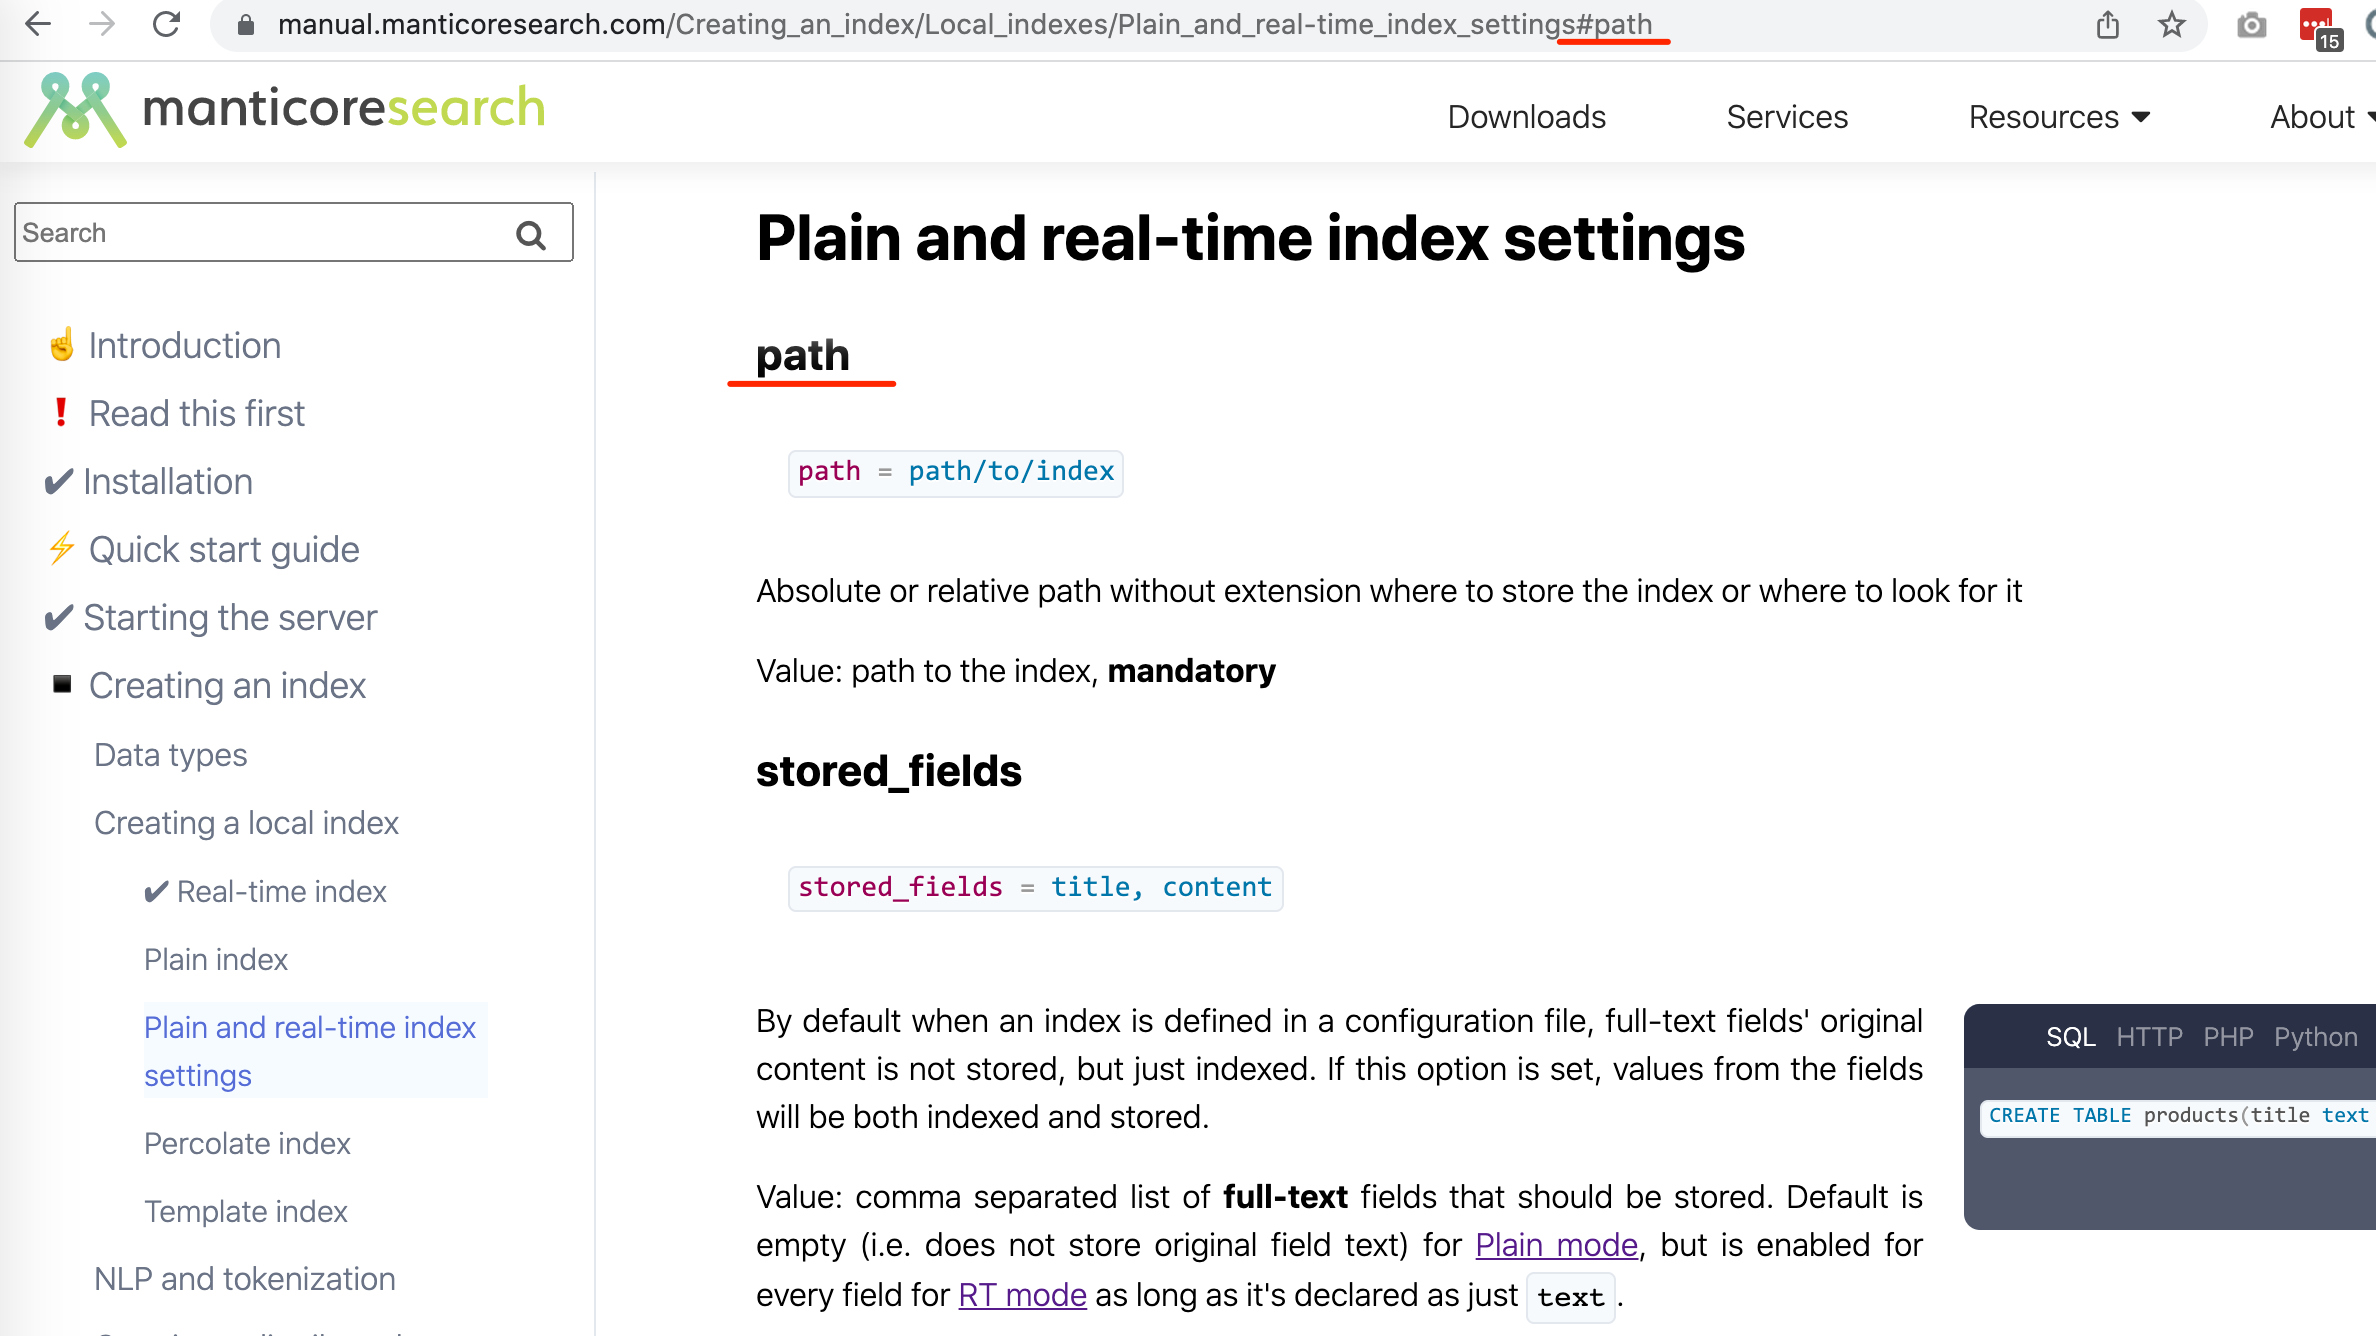 manual.manticoresearch.com/Creating_an_index/Local_indexes/Plain_and_real-time_index_settings#path
15
manticoresearch
Downloads
Services
Resources
About
Search
Introduction
Read this first
Installation
Quick start guide
Starting the server
Creating an index
Data types
Creating a local index
Real-time index
Plain index
Plain and real-time index
settings
Percolate index
Template index
NLP and tokenization
Plain and real-time index settings
path
path = path/to/index
Absolute or relative path without extension where to store the index or where to look for it
Value: path to the index, mandatory
stored_fields
stored_fields = title, content
By default when an index is defined in a configuration file, full-text fields' original
content is not stored, but just indexed. If this option is set, values from the fields
will be both indexed and stored.
Value: comma separated list of full-text fields that should be stored. Default is
empty (i.e. does not store original field text) for Plain mode, but is enabled for
every field for RT mode as long as it's declared as just text.
SQL HTTP PHP Python
CREATE TABLE products(title text